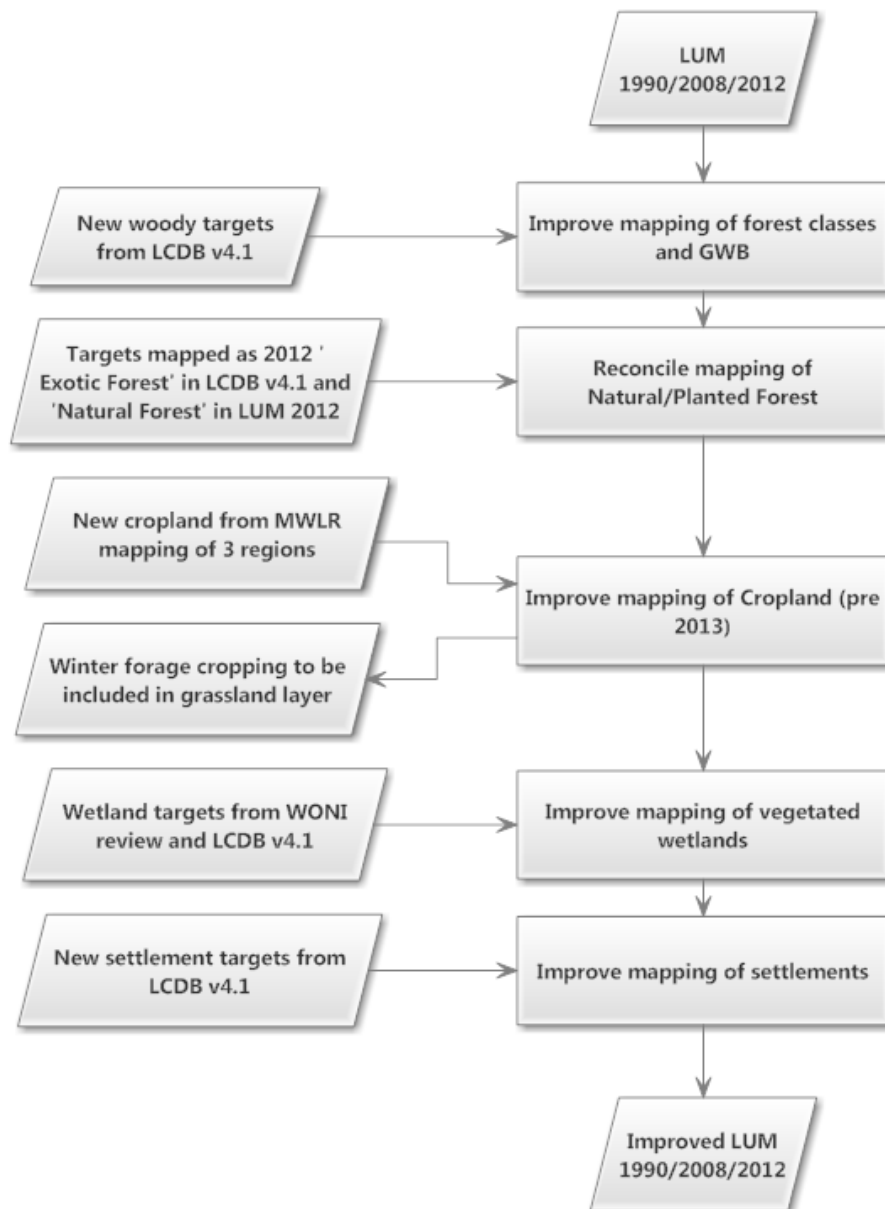 LUM
1990/2008/2012
New woody targets
from LCDB v4.1
Improve mapping of forest classes
and GWB
Targets mapped as 2012 '
Exotic Forest' in LCDB v4.1 and
'Natural Forest' in LUM 2012
Reconcile mapping of
Natural/Planted Forest
New cropland from MWLR
mapping of 3 regions
Improve mapping of Cropland (pre
2013)
Winter forage cropping to be
included in grassland layer
Wetland targets from WONI
review and LCDB v4.1
Improve mapping of vegetated
wetlands
New settlement targets from
LCDB v4.1
Improve mapping of settlements
Improved LUM
1990/2008/2012